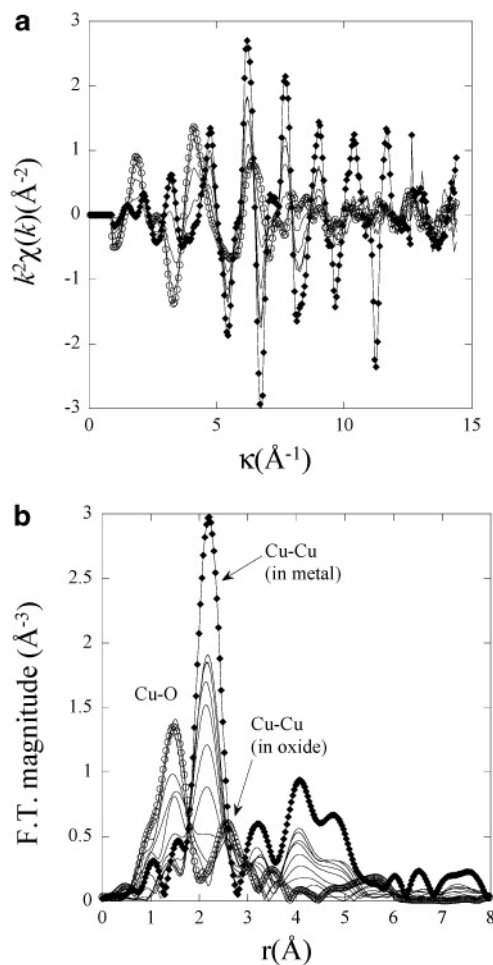 a
3
2
1
0
-1
-2
-3
k²χ(k)(Å⁻²)
0 5 10 15
κ(Å⁻¹)
b
3
2.5
2
1.5
1
0.5
0
F.T. magnitude (Å⁻³)
Cu-Cu
(in metal)
Cu-O
Cu-Cu
(in oxide)
0 1 2 3 4 5 6 7 8
r(Å)